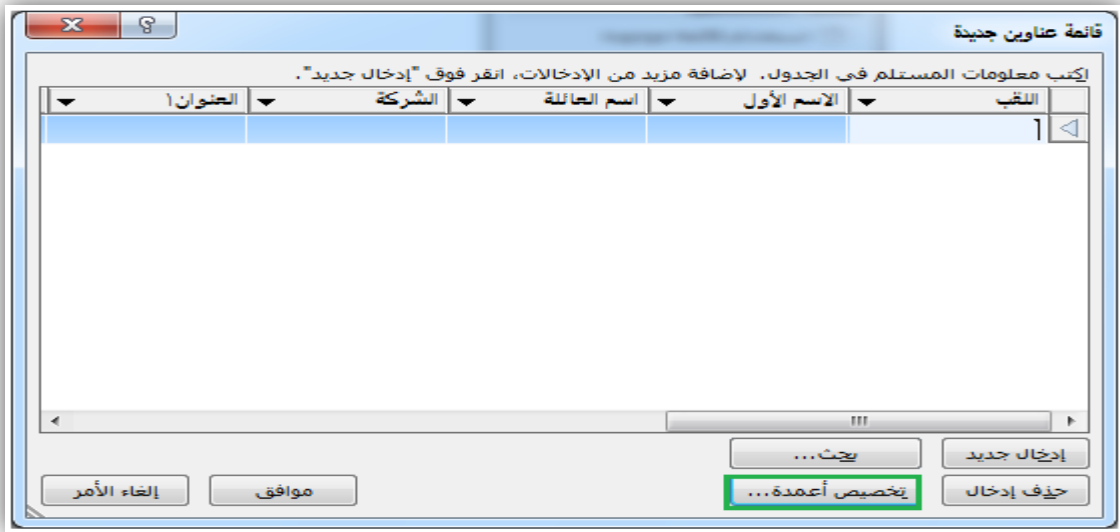 قائمة عناوين جديدة
اكتب معلومات المستلم في الجدول. لإضافة مزيد من الإدخالات، انقر فوق "إدخال جديد".
اللقب الاسم الأول اسم العائلة الشركة العنوان١
إدخال جديد بحث...
حذف إدخال تخصيص أعمدة... موافق إلغاء الأمر